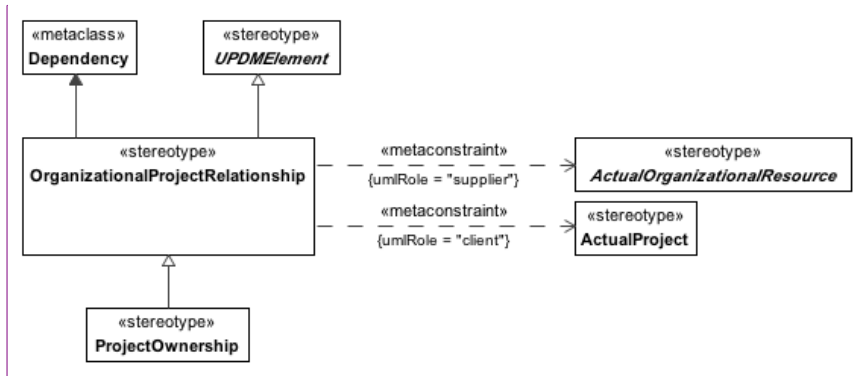 «metaclass»
Dependency
«stereotype»
UPDMElement
«stereotype»
OrganizationalProjectRelationship
«metaconstraint»
{umlRole = "supplier"}
«stereotype»
ActualOrganizationalResource
«metaconstraint»
{umlRole = "client"}
«stereotype»
ActualProject
«stereotype»
ProjectOwnership